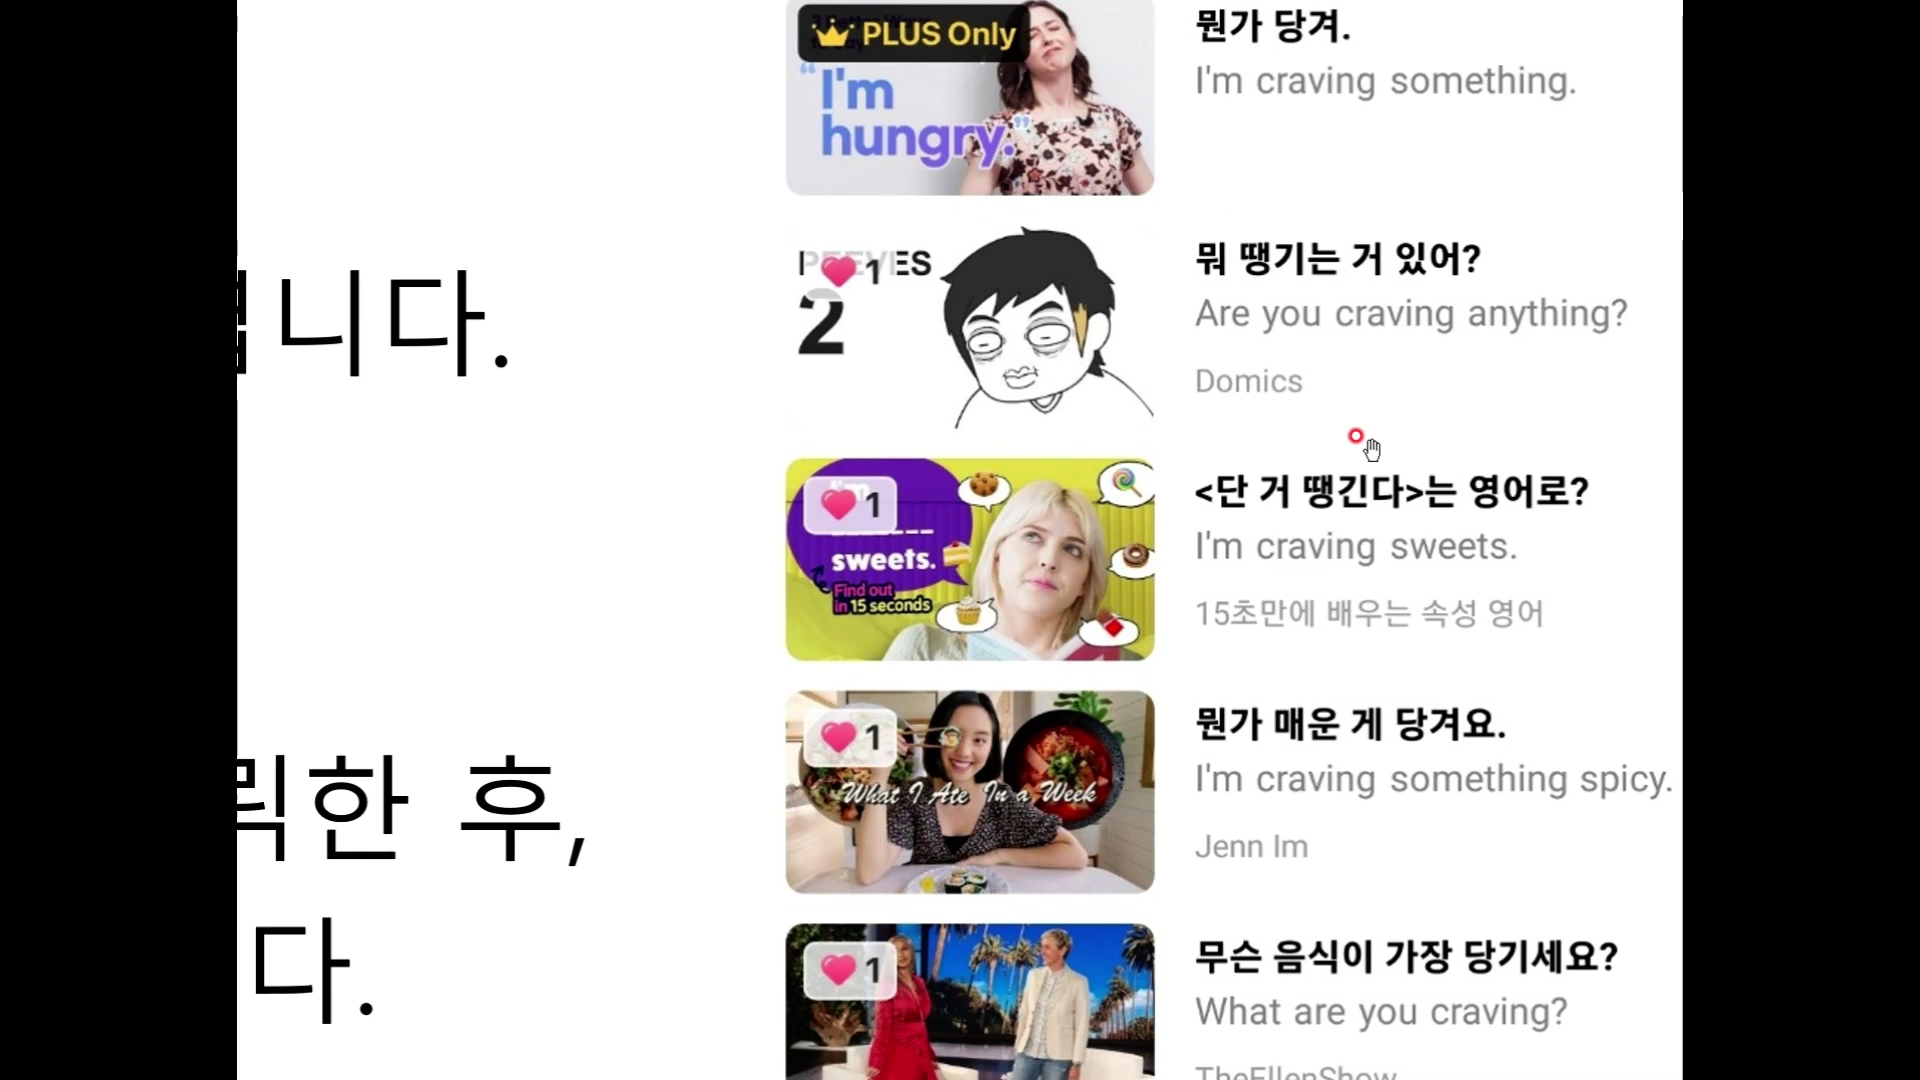 니다.
한 후,
다.
PLUS Only
"I'm
hungry."
뭔가 당겨.
I'm craving something.
1
2
뭐 땡기는 거 있어?
Are you craving anything?
Domics
1
sweets.
Find out
in 15 seconds
<단 거 땡긴다>는 영어로?
I'm craving sweets.
15초만에 배우는 속성 영어
1
What I Ate In a Week
뭔가 매운 게 당겨요.
I'm craving something spicy.
Jenn Im
1
무슨 음식이 가장 당기세요?
What are you craving?
TheEllenShow